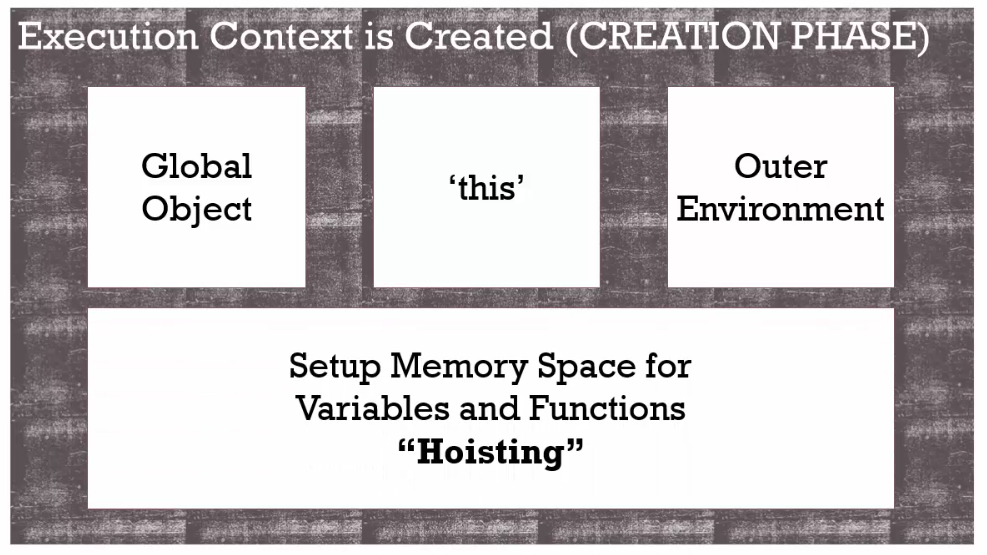 Execution Context is Created (CREATION PHASE)
Global
Object
‘this’
Outer
Environment
Setup Memory Space for
Variables and Functions
“Hoisting”